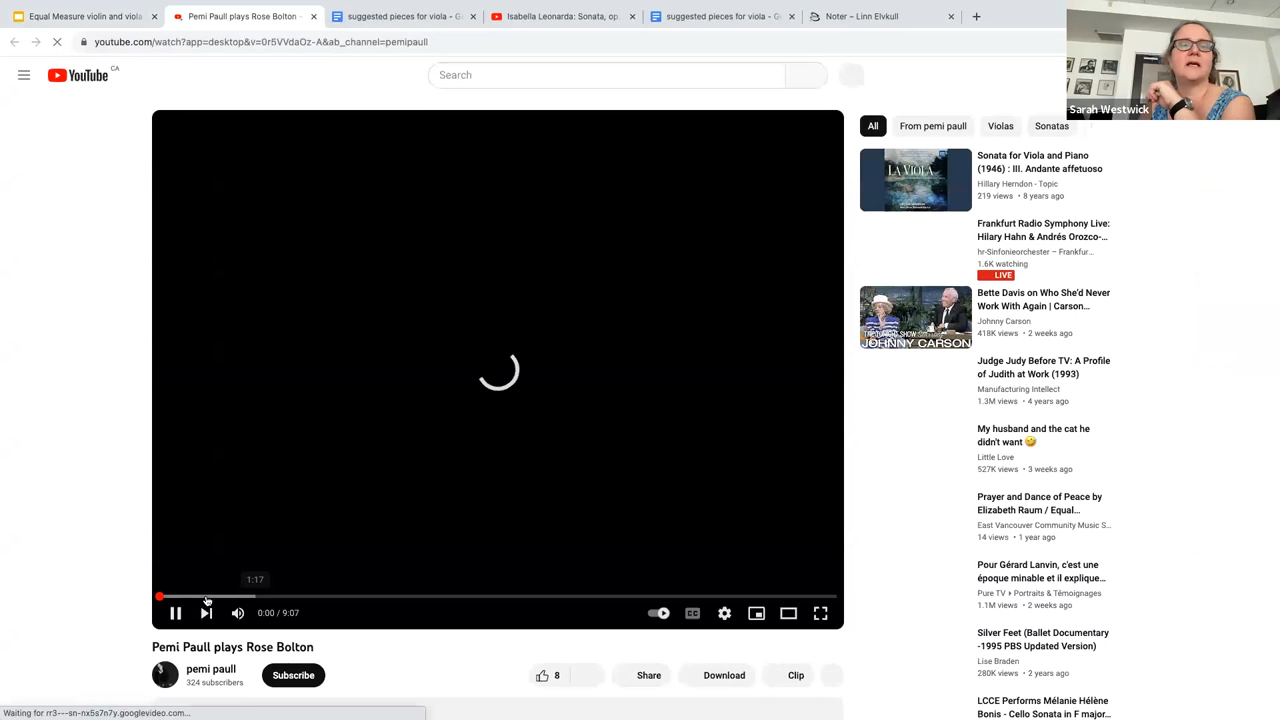 Equal Measure violin and viola
Pemi Paull plays Rose Bolton -
suggested pieces for viola - G
Isabella Leonarda: Sonata, op
suggested pieces for viola - G
Noter – Linn Elvkull
youtube.com/watch?app=desktop&v=0r5VVdaOz-A&ab_channel=pemipaull
YouTube CA
Search
Sarah Westwick
All
From pemi paull
Violas
Sonatas
LA VIOLA
Sonata for Viola and Piano
(1946) : III. Andante affetuoso
Hillary Herndon - Topic
219 views • 8 years ago
Frankfurt Radio Symphony Live:
Hilary Hahn & Andrés Orozco-...
hr-Sinfonieorchester – Frankfur...
1.6K watching
LIVE
JOHNNY CARSON
Bette Davis on Who She'd Never
Work With Again | Carson...
Johnny Carson
418K views • 2 weeks ago
Judge Judy Before TV: A Profile
of Judith at Work (1993)
Manufacturing Intellect
1.3M views • 4 years ago
My husband and the cat he
didn't want 🤣
Little Love
527K views • 3 weeks ago
Prayer and Dance of Peace by
Elizabeth Raum / Equal...
East Vancouver Community Music S...
14 views • 1 year ago
Pour Gérard Lanvin, c'est une
époque minable et il explique...
Pure TV ‣ Portraits & Témoignages
1.1M views • 2 weeks ago
Silver Feet (Ballet Documentary
-1995 PBS Updated Version)
Lise Braden
280K views • 2 years ago
LCCE Performs Mélanie Hélène
Bonis - Cello Sonata in F major...
1:17
0:00 / 9:07
CC
Pemi Paull plays Rose Bolton
pemi paull
324 subscribers
Subscribe
8
Share
Download
Clip
Waiting for rr3---sn-nx5s7n7y.googlevideo.com...